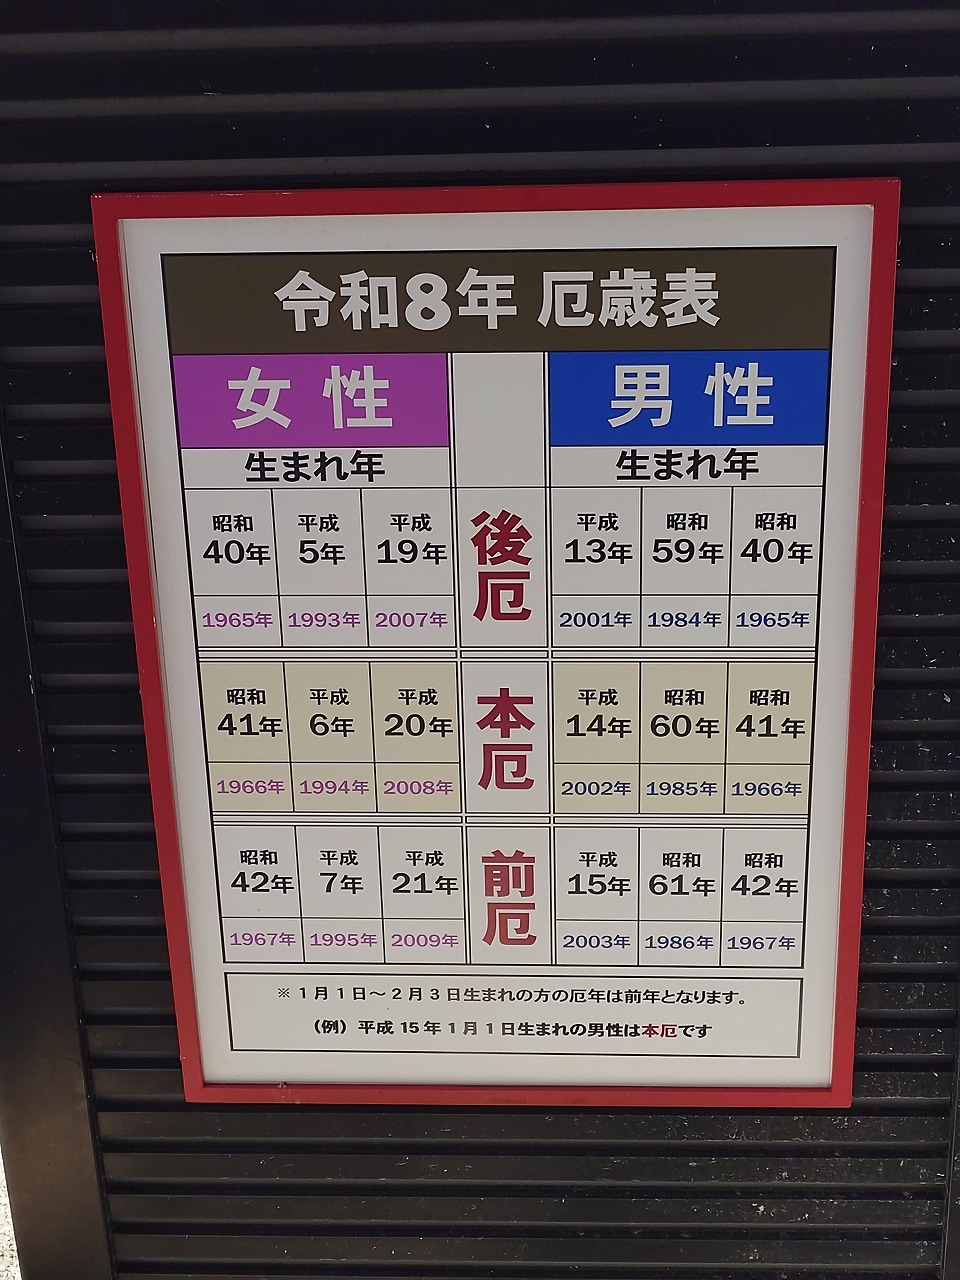 令和8年 厄歳表
女性 男性
生まれ年 生まれ年
昭和 平成 平成 後厄 平成 昭和 昭和
40年 5年 19年 13年 59年 40年
1965年 1993年 2007年 2001年 1984年 1965年
昭和 平成 平成 本厄 平成 昭和 昭和
41年 6年 20年 14年 60年 41年
1966年 1994年 2008年 2002年 1985年 1966年
昭和 平成 平成 前厄 平成 昭和 昭和
42年 7年 21年 15年 61年 42年
1967年 1995年 2009年 2003年 1986年 1967年
※1月1日～2月3日生まれの方の厄年は前年となります。
（例）平成15年1月1日生まれの男性は本厄です